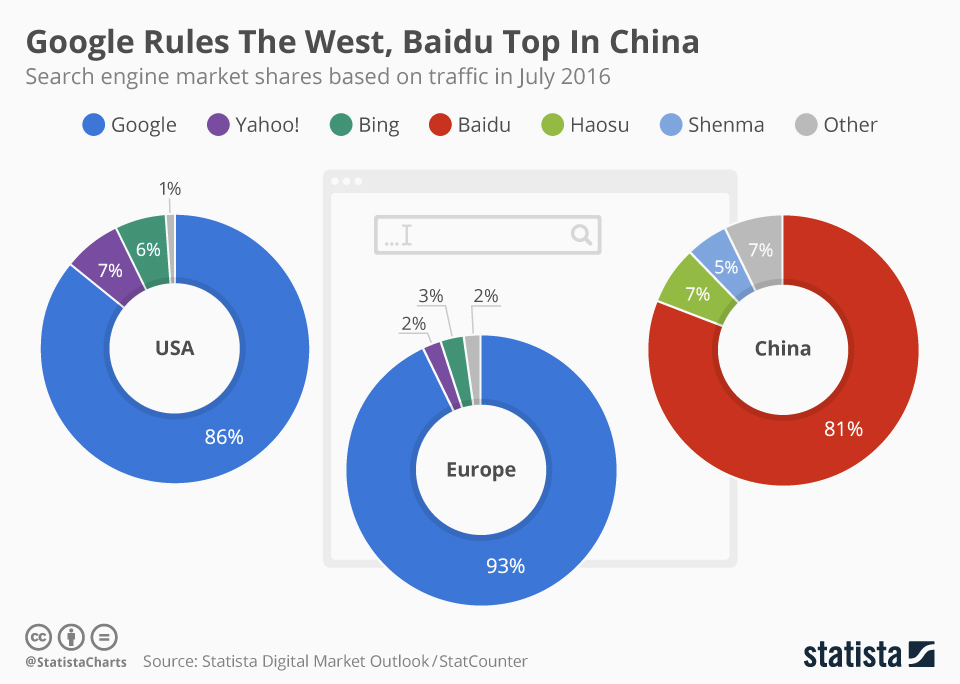 Google Rules The West, Baidu Top In China
Search engine market shares based on traffic in July 2016
Google Yahoo! Bing Baidu Haosu Shenma Other
1%
7%
6%
USA
86%
...
2%
3%
2%
Europe
93%
7%
5%
7%
China
81%
cc
@StatistaCharts Source: Statista Digital Market Outlook/StatCounter
statista